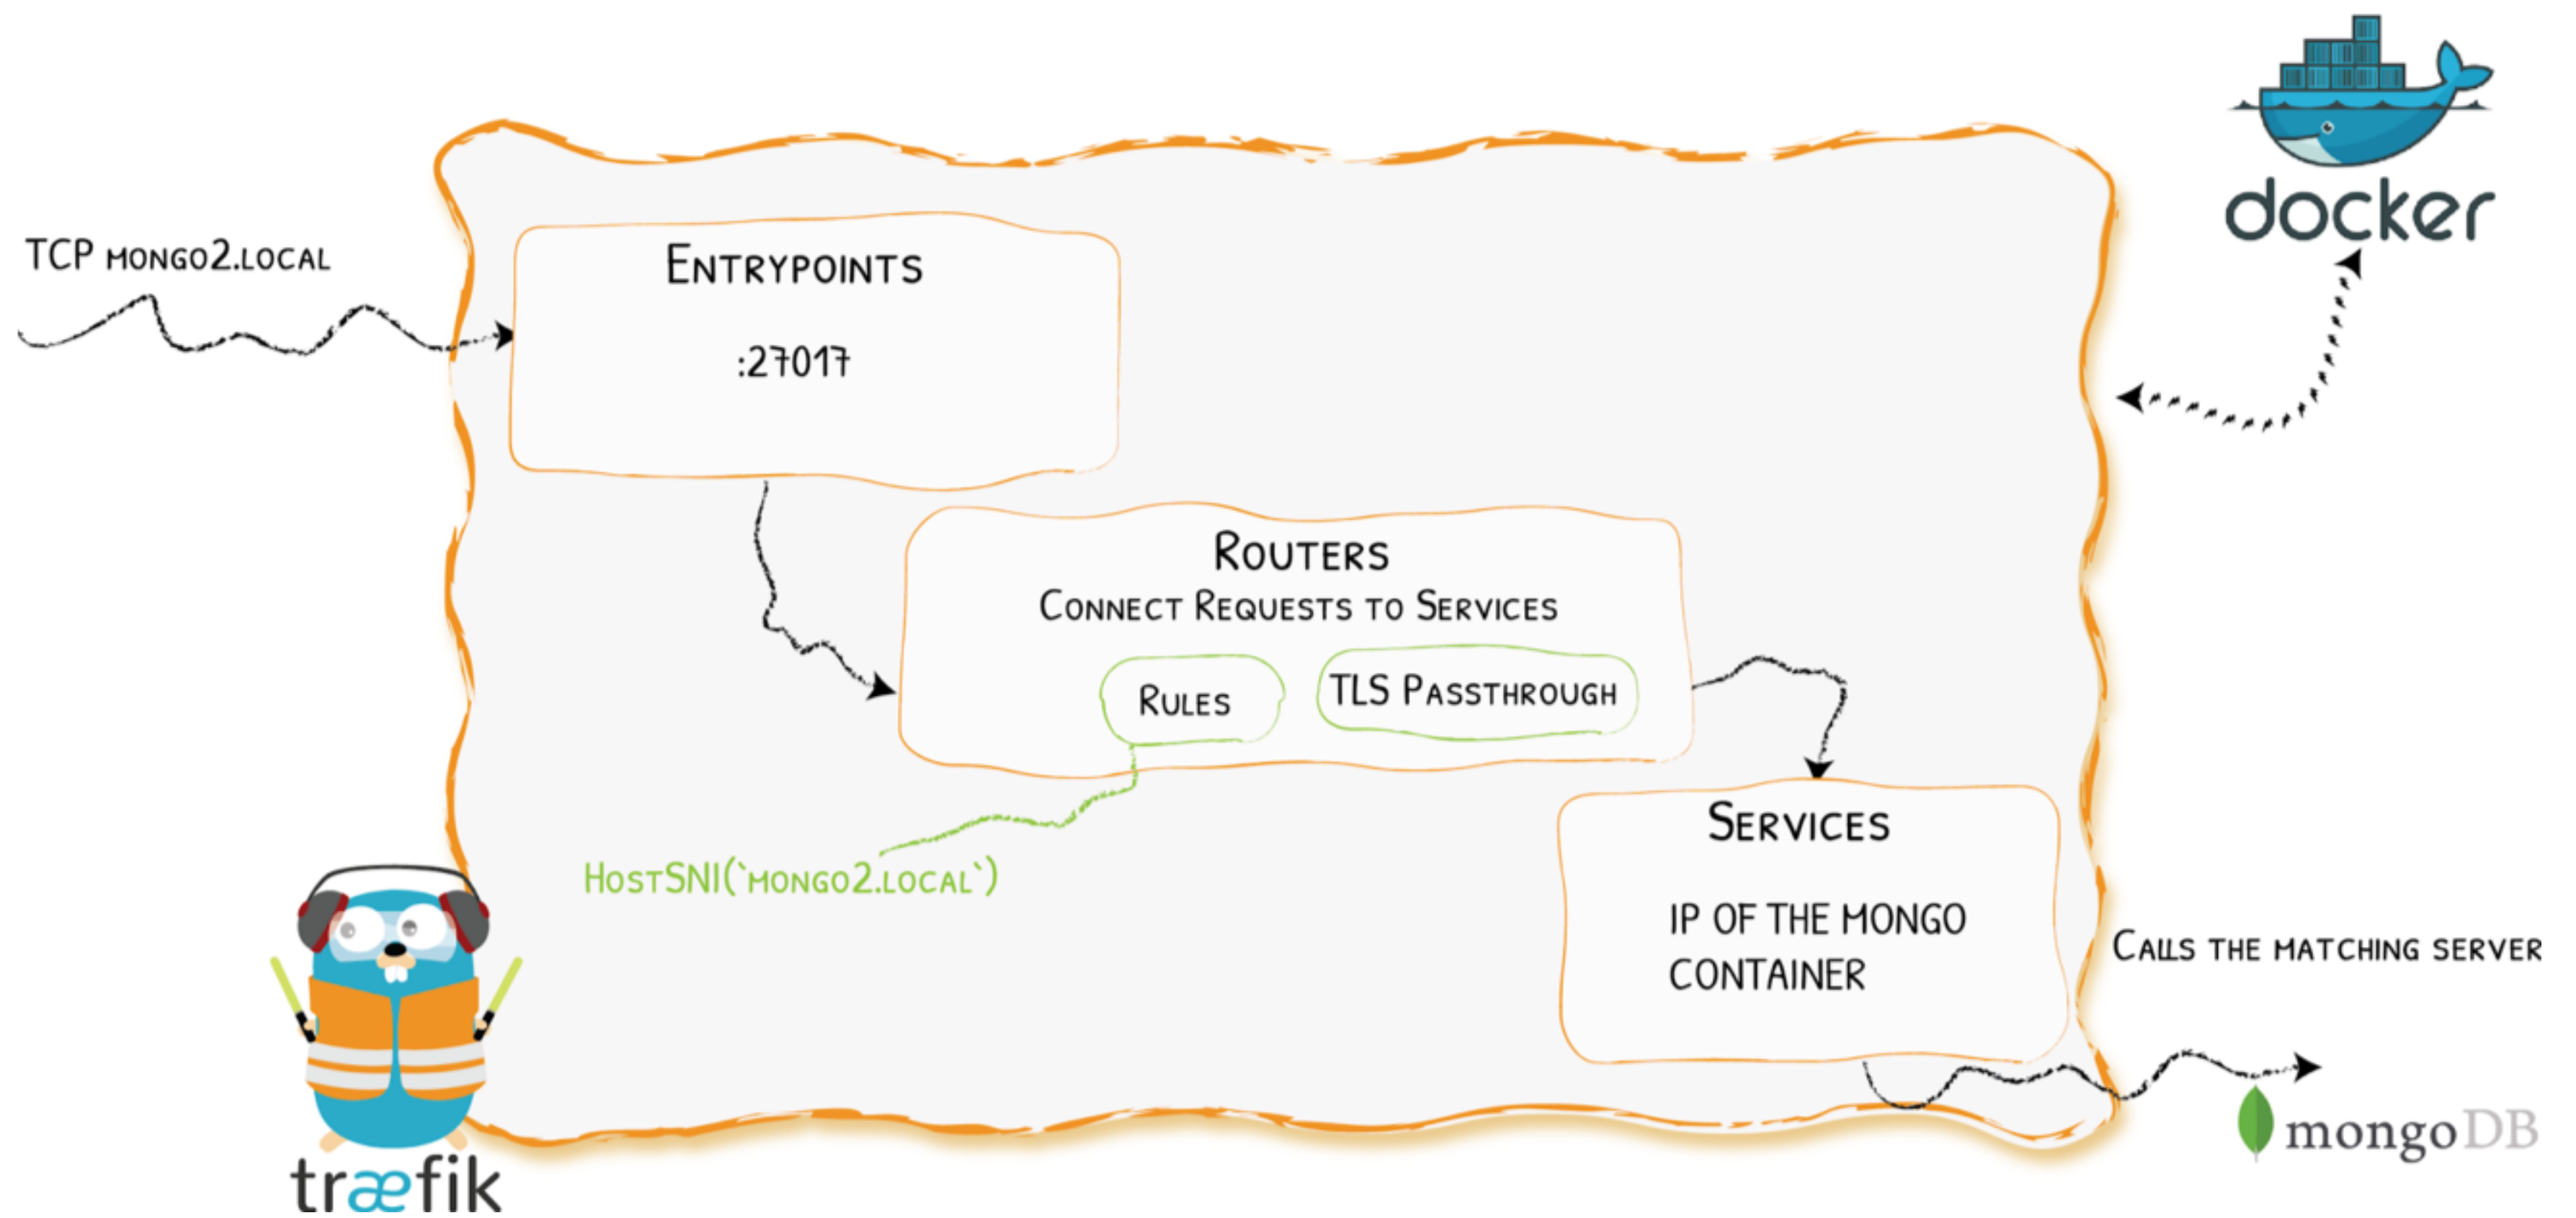 docker
TCP MONGO2.LOCAL
ENTRYPOINTS
:27017
ROUTERS
CONNECT REQUESTS TO SERVICES
RULES
TLS PASSTHROUGH
HOSTSNI(`MONGO2.LOCAL`)
SERVICES
IP OF THE MONGO
CONTAINER
CALLS THE MATCHING SERVER
mongoDB
træfik